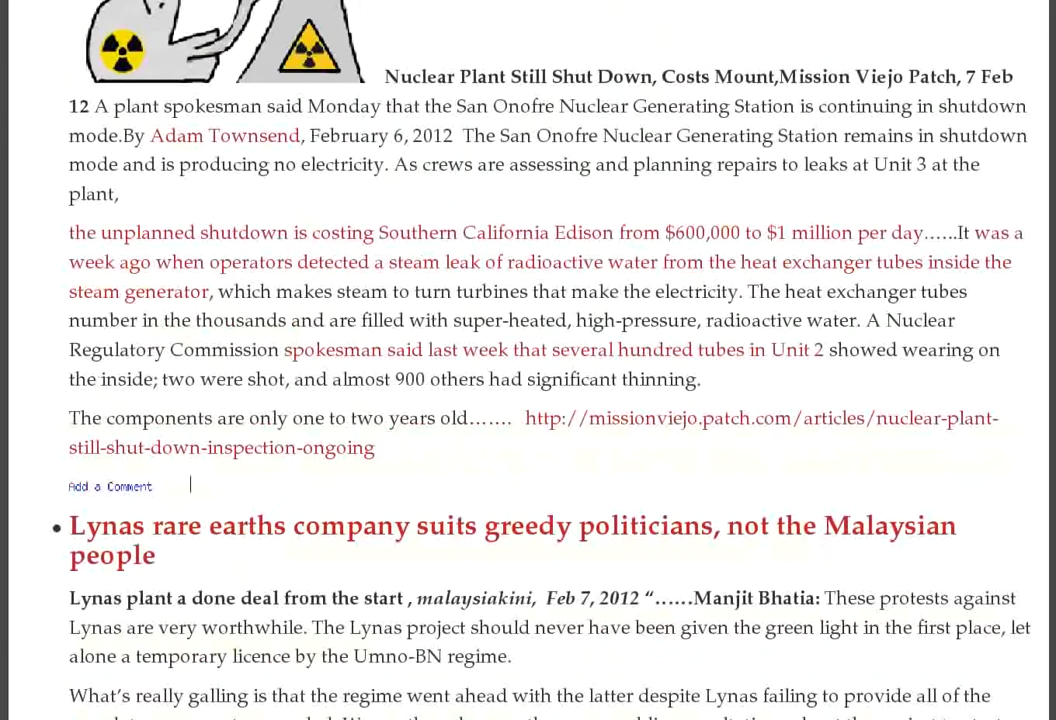 Nuclear Plant Still Shut Down, Costs Mount,Mission Viejo Patch, 7 Feb
12 A plant spokesman said Monday that the San Onofre Nuclear Generating Station is continuing in shutdown
mode.By Adam Townsend, February 6, 2012  The San Onofre Nuclear Generating Station remains in shutdown
mode and is producing no electricity. As crews are assessing and planning repairs to leaks at Unit 3 at the
plant,
the unplanned shutdown is costing Southern California Edison from $600,000 to $1 million per day……It was a
week ago when operators detected a steam leak of radioactive water from the heat exchanger tubes inside the
steam generator, which makes steam to turn turbines that make the electricity. The heat exchanger tubes
number in the thousands and are filled with super-heated, high-pressure, radioactive water. A Nuclear
Regulatory Commission spokesman said last week that several hundred tubes in Unit 2 showed wearing on
the inside; two were shot, and almost 900 others had significant thinning.
The components are only one to two years old……. http://missionviejo.patch.com/articles/nuclear-plant-
still-shut-down-inspection-ongoing
Add a Comment
• Lynas rare earths company suits greedy politicians, not the Malaysian
people
Lynas plant a done deal from the start , malaysiakini, Feb 7, 2012 “……Manjit Bhatia: These protests against
Lynas are very worthwhile. The Lynas project should never have been given the green light in the first place, let
alone a temporary licence by the Umno-BN regime.
What’s really galling is that the regime went ahead with the latter despite Lynas failing to provide all of the